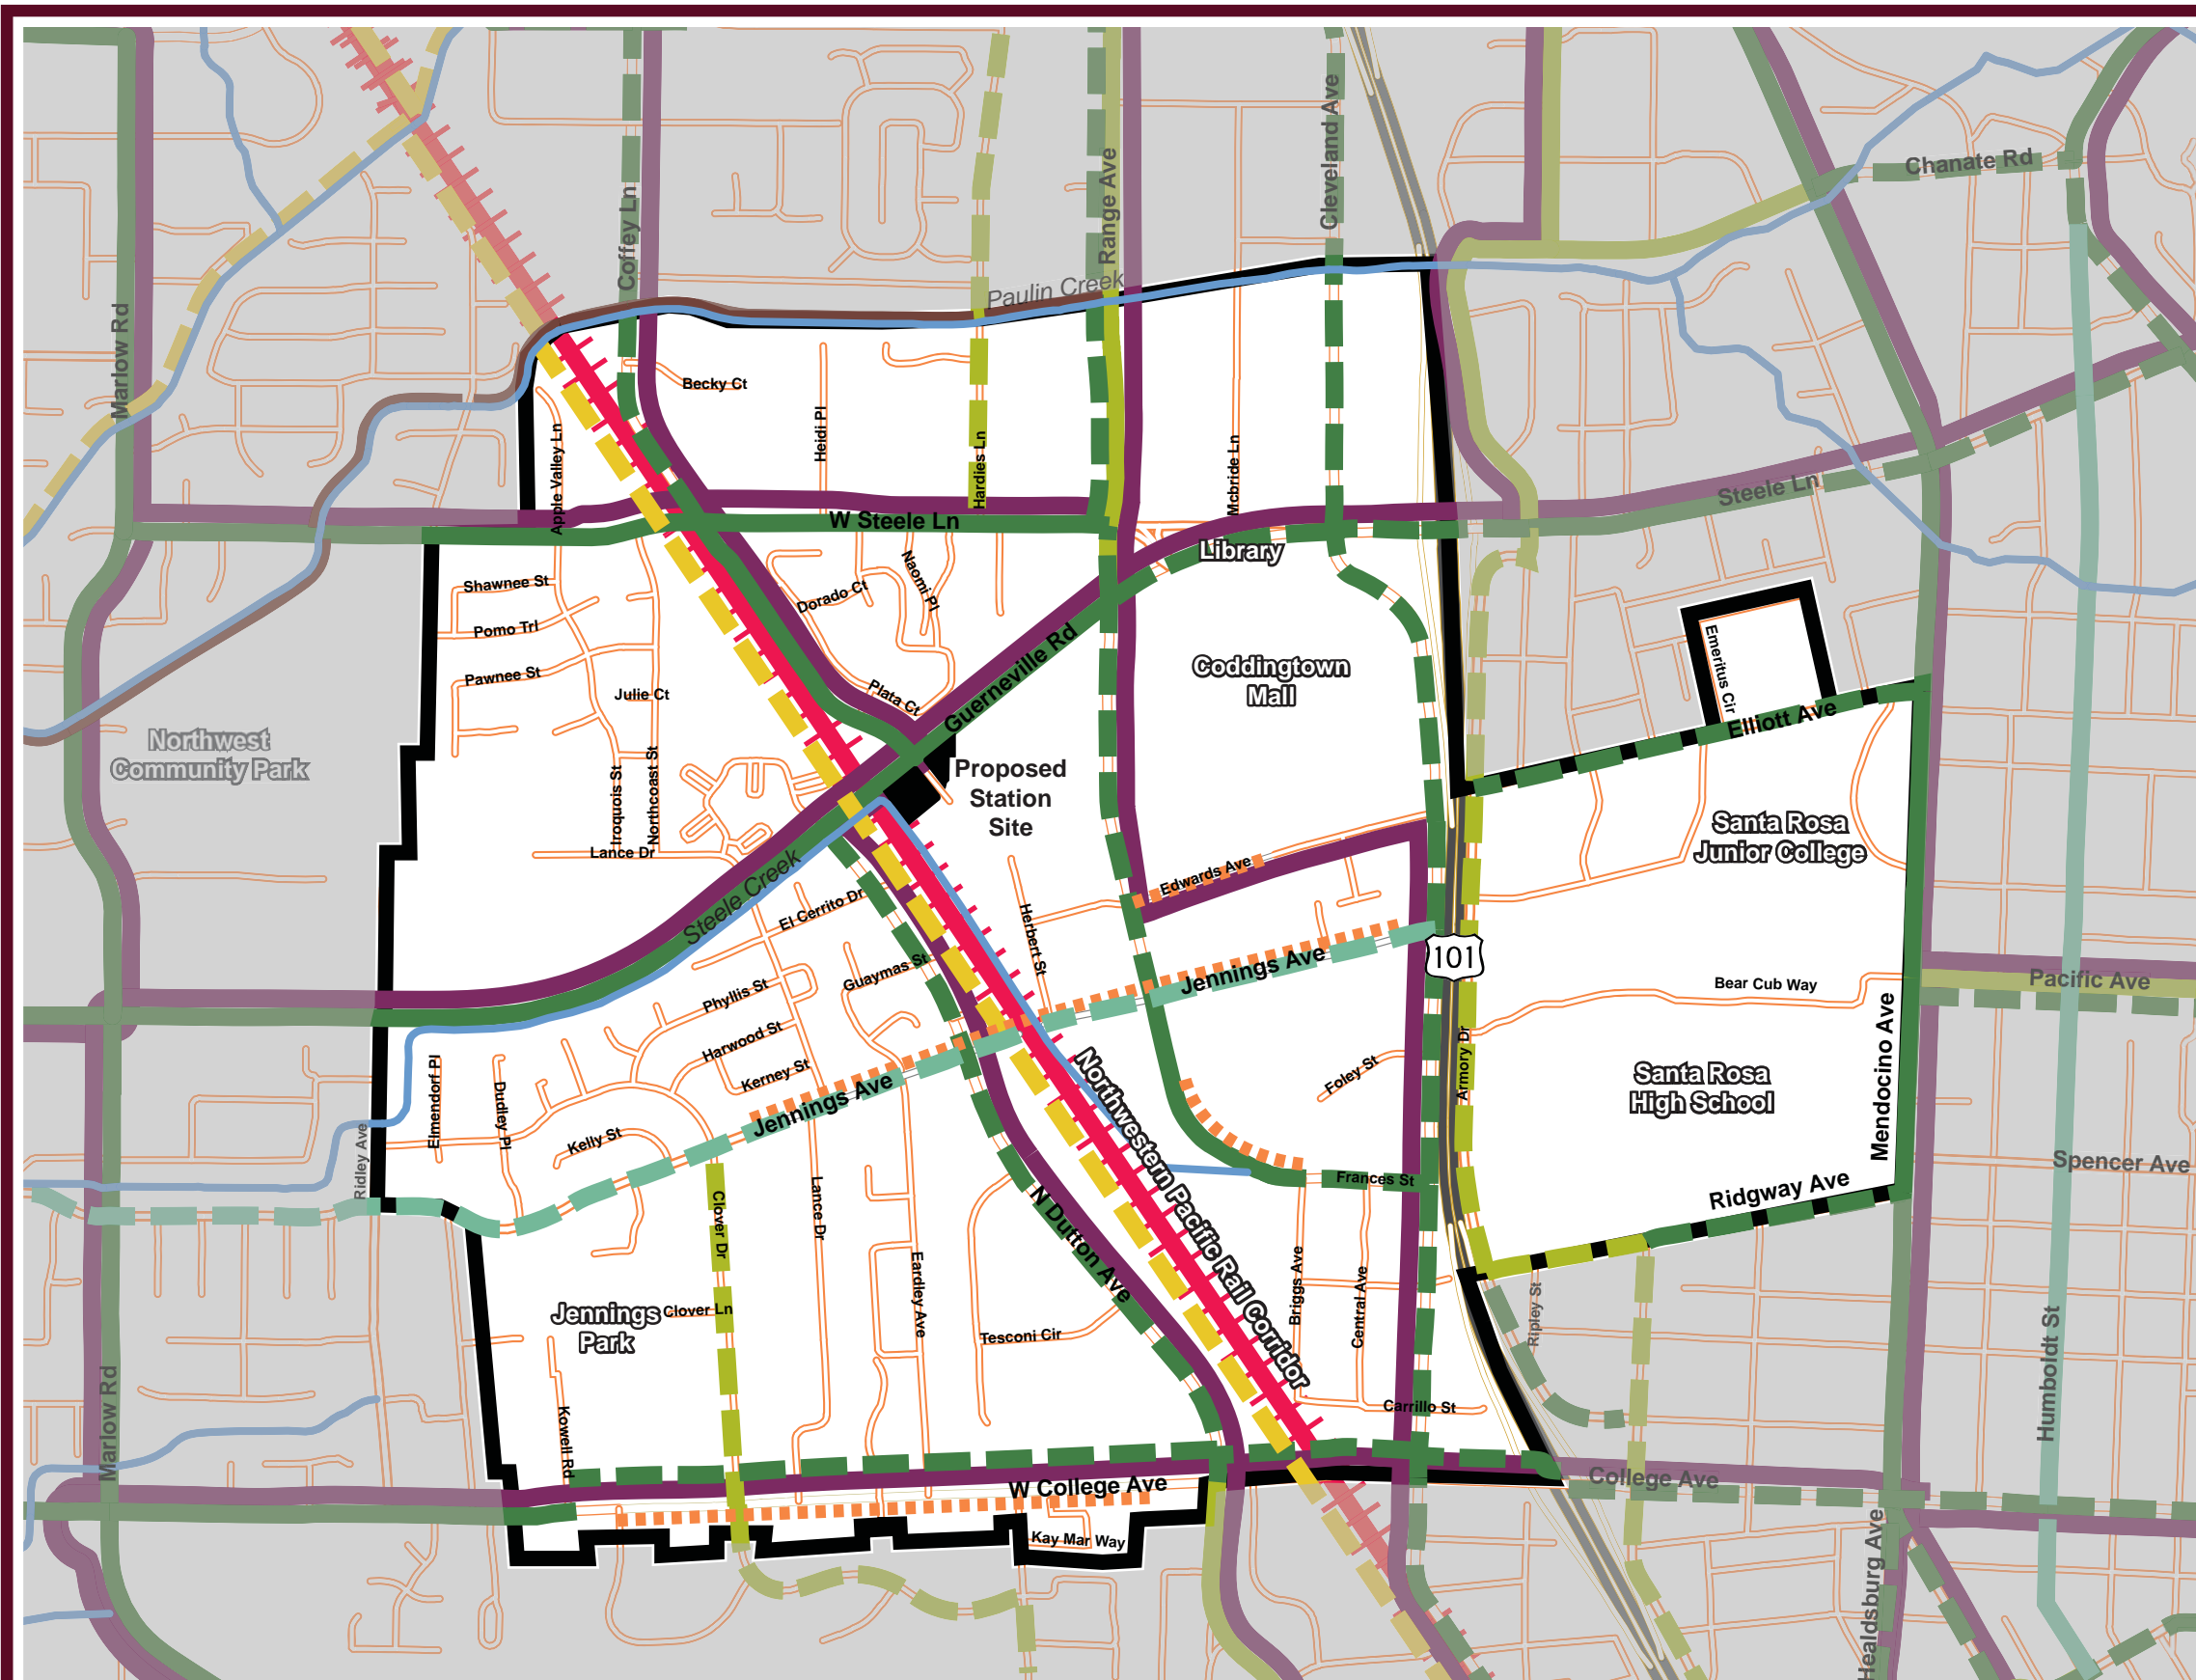 Chanate Rd
Cleveland Ave
Range Ave
Coffey Ln
Paulin Creek
Marlow Rd
Becky Ct
Heidi Pl
Hardies Ln
Mcbride Ln
Apple Valley Ln
Steele Ln
W Steele Ln
Library
Shawnee St
Dorado Ct
Naomi Pl
Pomo Trl
Pawnee St
Julie Ct
Plata Ct
Guerneville Rd
Coddingtown
Mall
Emeritus Cir
Elliott Ave
Northwest
Community Park
Iroquois St
Northcoast St
Proposed
Station
Site
Santa Rosa
Junior College
Lance Dr
Steele Creek
El Cerrito Dr
Edwards Ave
Herbert St
Guaymas St
Jennings Ave
101
Pacific Ave
Bear Cub Way
Phyllis St
Harwood St
Kerney St
Jennings Ave
Foley St
Armory Dr
Mendocino Ave
Santa Rosa
High School
Elmendorf Pl
Dudley Pl
Kelly St
Ridley Ave
Spencer Ave
Frances St
Ridgway Ave
Northwestern Pacific Rail Corridor
N Dutton Ave
Clover Dr
Lance Dr
Eardley Ave
Briggs Ave
Central Ave
Ripley St
Humboldt St
Jennings
Park
Clover Ln
Tesconi Cir
Carrillo St
Marlow Rd
Kowell Rd
W College Ave
College Ave
Kay Mar Way
Healdsburg Ave